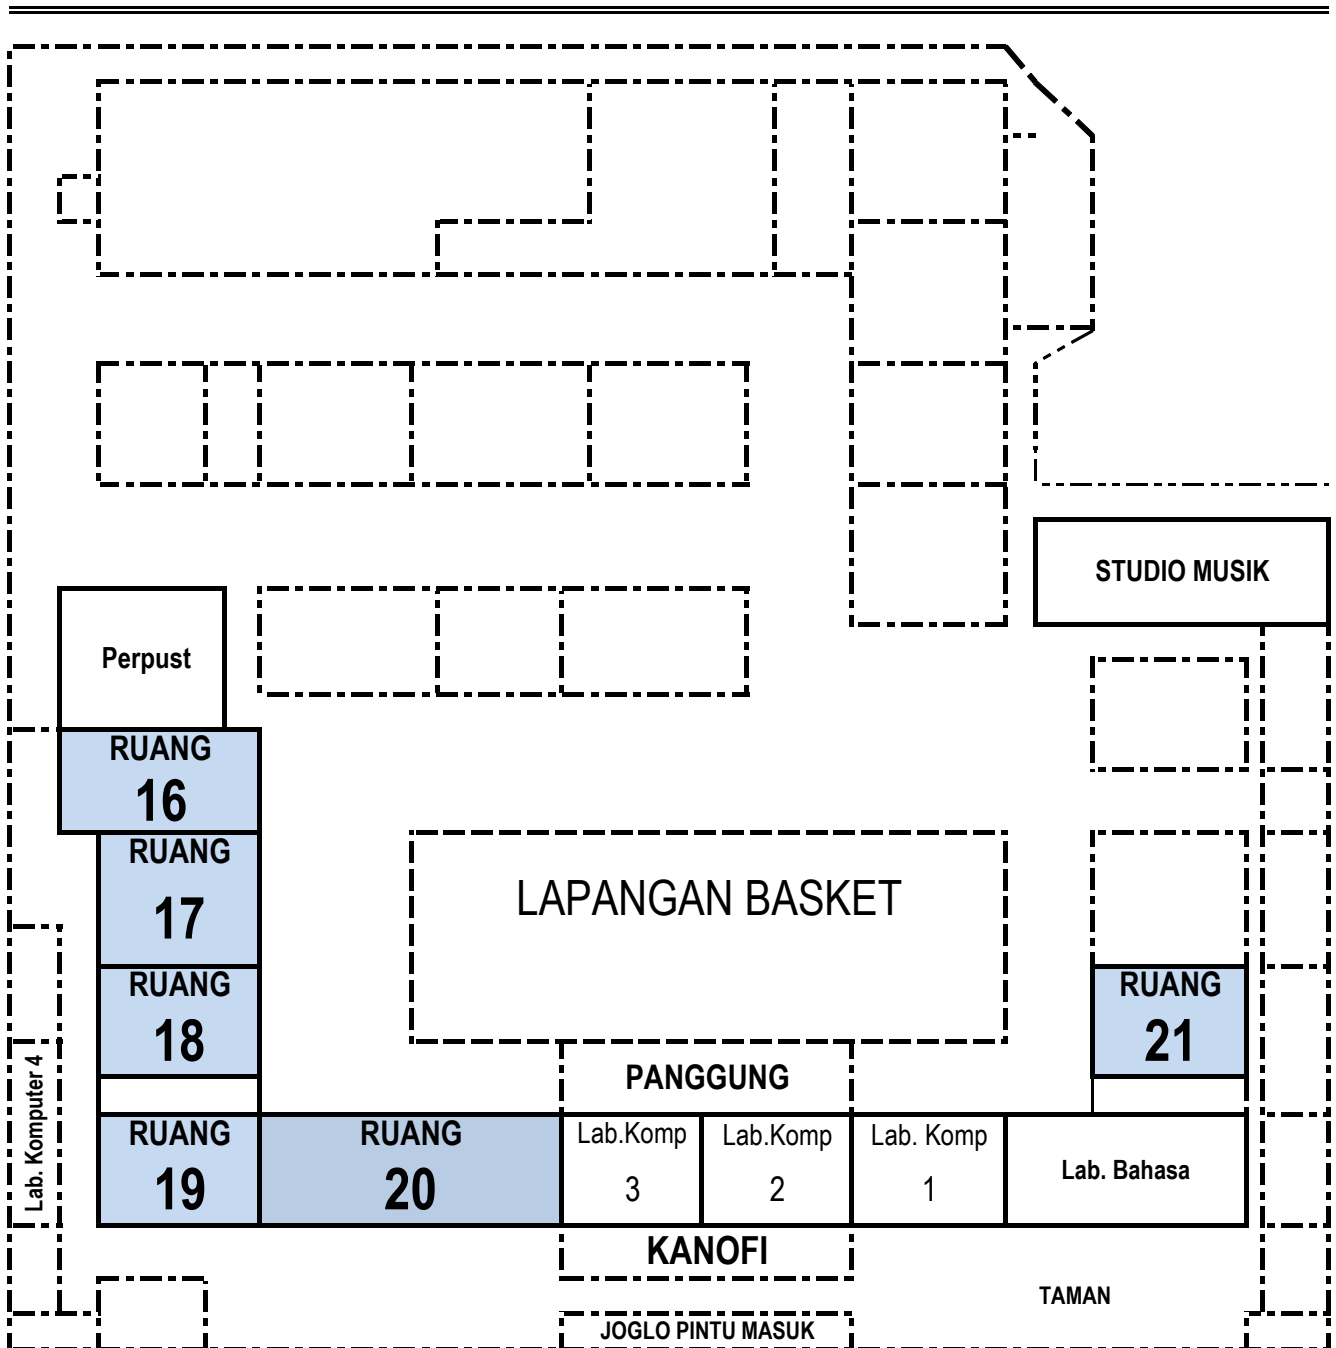 STUDIO MUSIK
Perpust
RUANG
16
RUANG
17
LAPANGAN BASKET
RUANG
18
RUANG
21
Lab. Komputer 4
PANGGUNG
RUANG
19
RUANG
20
Lab.Komp
3
Lab.Komp
2
Lab. Komp
1
Lab. Bahasa
KANOFI
TAMAN
JOGLO PINTU MASUK